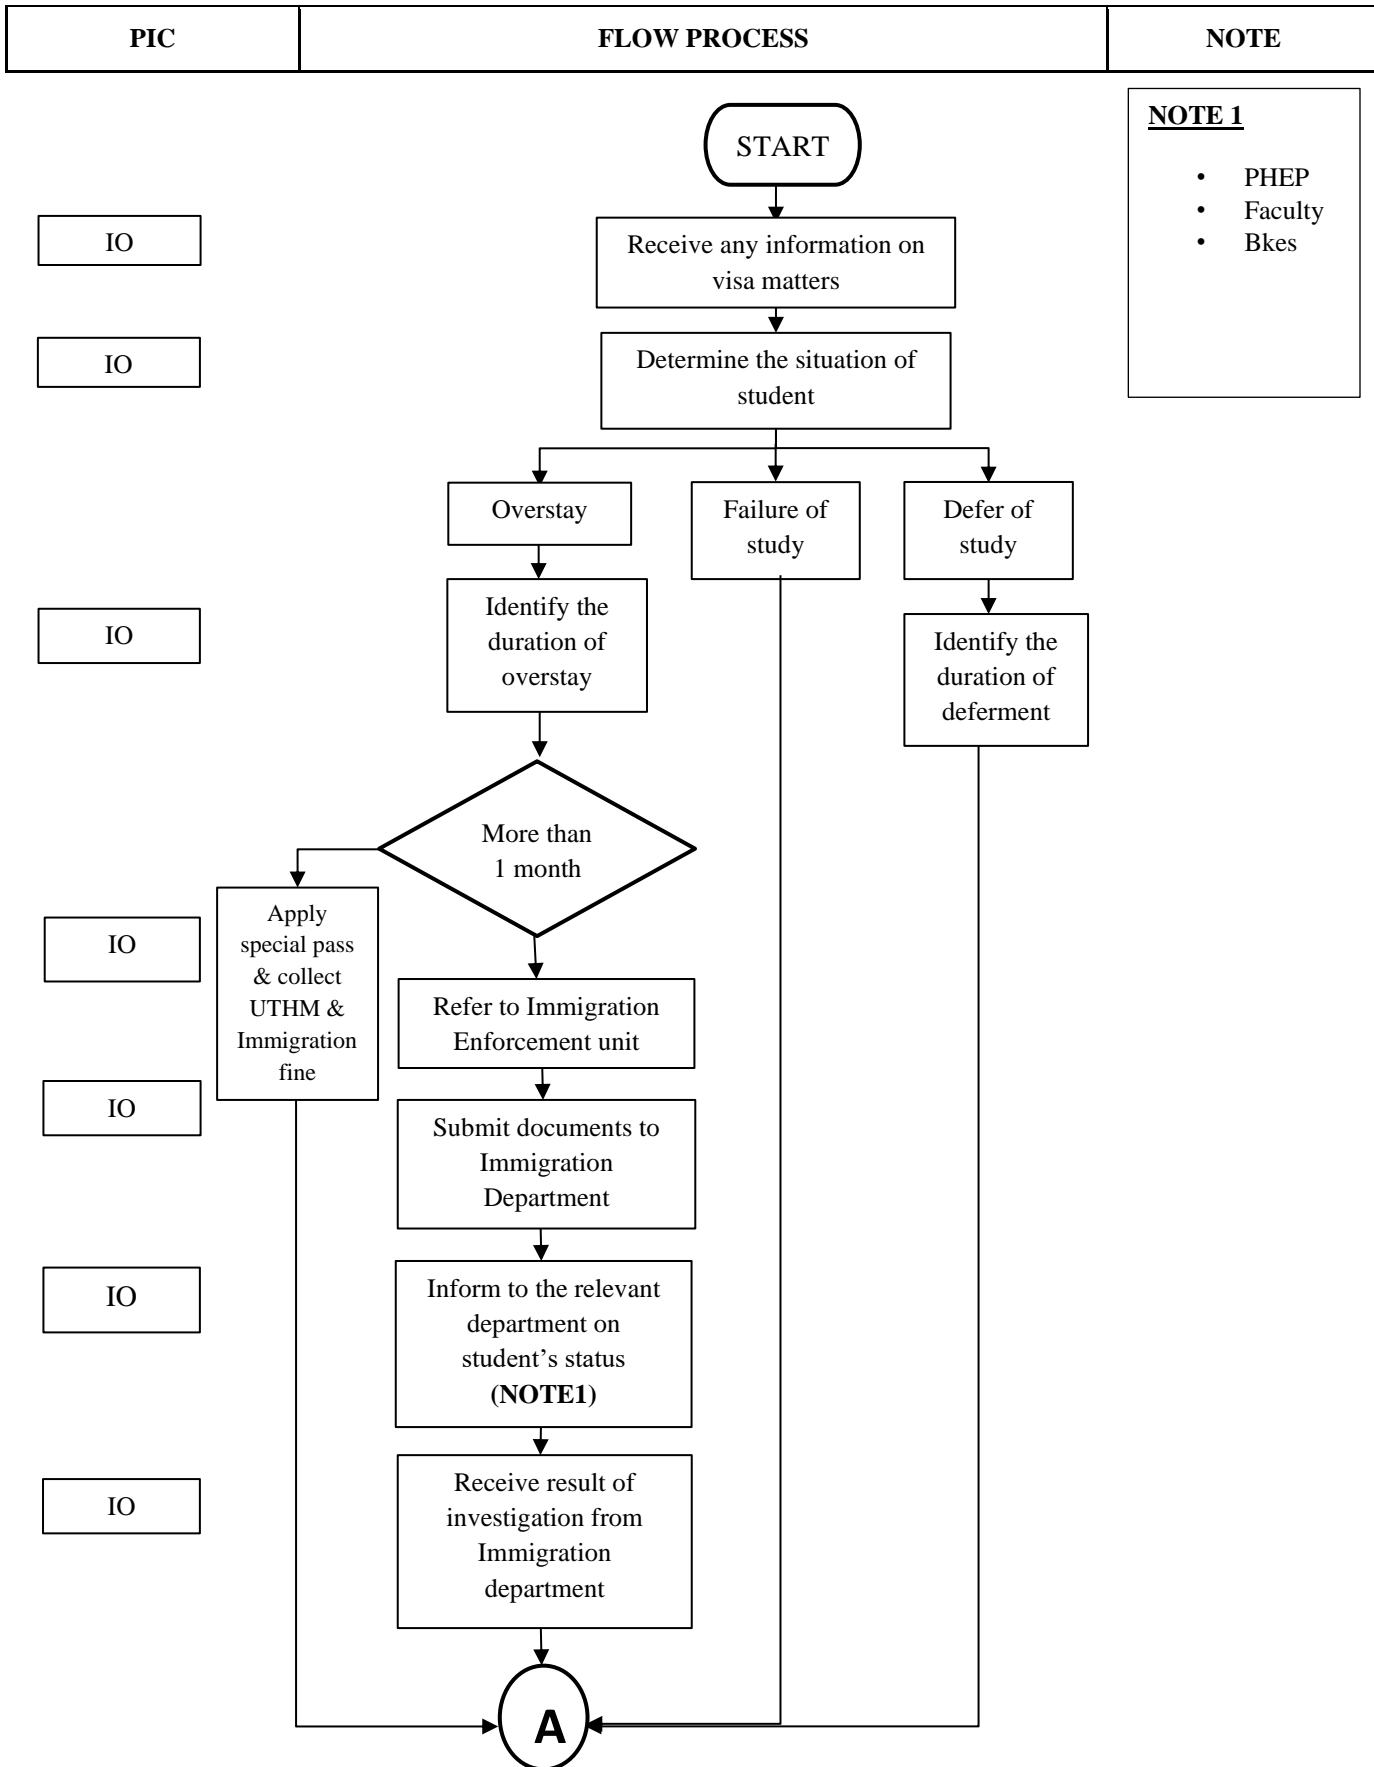 PIC
FLOW PROCESS
NOTE
START
NOTE 1
• PHEP
• Faculty
• Bkes
IO
Receive any information on
visa matters
IO
Determine the situation of
student
Overstay
Failure of
study
Defer of
study
IO
Identify the
duration of
overstay
Identify the
duration of
deferment
More than
1 month
IO
Apply
special pass
& collect
UTHM &
Immigration
fine
Refer to Immigration
Enforcement unit
IO
Submit documents to
Immigration
Department
IO
Inform to the relevant
department on
student’s status
(NOTE1)
IO
Receive result of
investigation from
Immigration
department
A